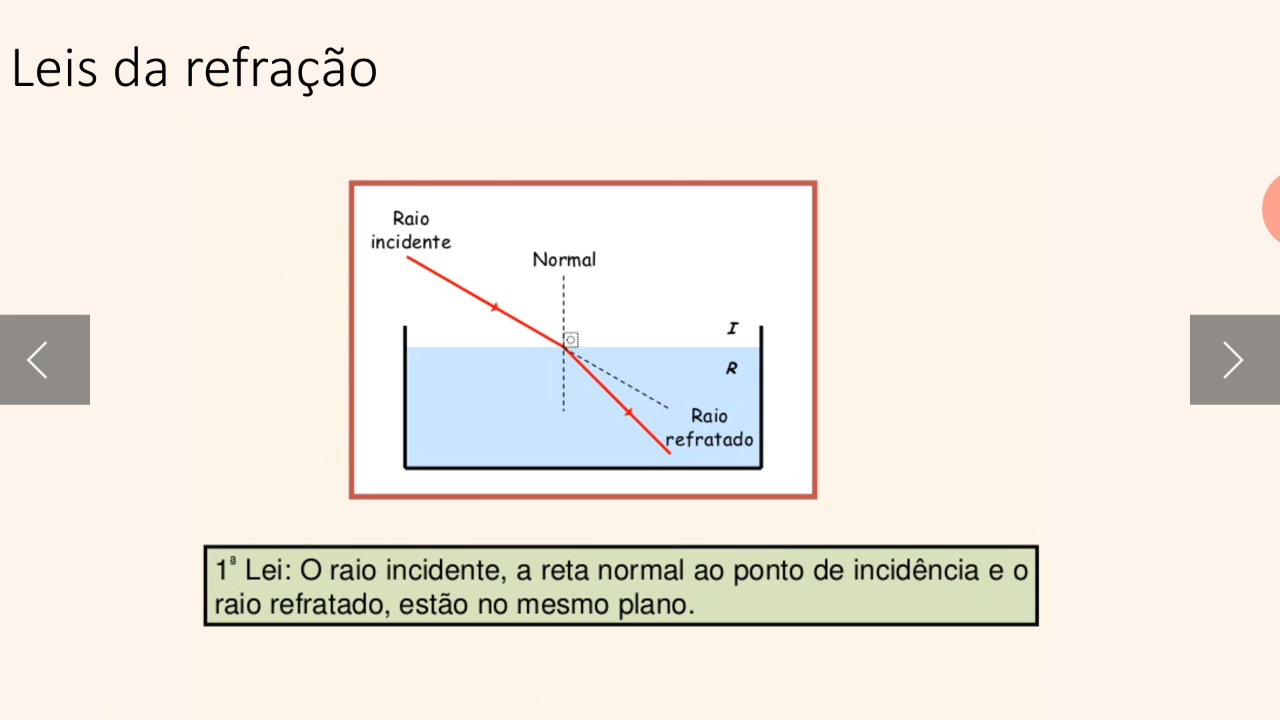 Leis da refração
Raio
incidente
Normal
I
R
Raio
refratado
1ª Lei: O raio incidente, a reta normal ao ponto de incidência e o
raio refratado, estão no mesmo plano.